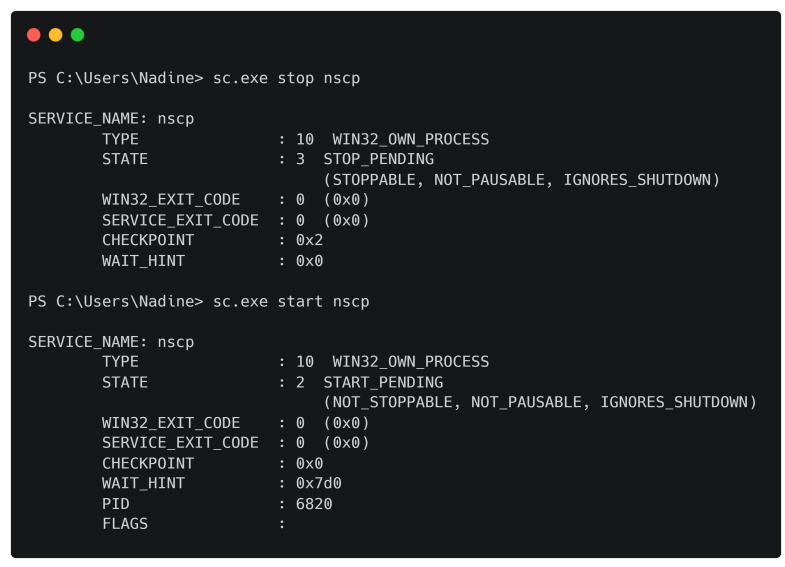 PS C:\Users\Nadine> sc.exe stop nscp
SERVICE_NAME: nscp
TYPE : 10 WIN32_OWN_PROCESS
STATE : 3 STOP_PENDING
(STOPPABLE, NOT_PAUSABLE, IGNORES_SHUTDOWN)
WIN32_EXIT_CODE : 0 (0x0)
SERVICE_EXIT_CODE : 0 (0x0)
CHECKPOINT : 0x2
WAIT_HINT : 0x0
PS C:\Users\Nadine> sc.exe start nscp
SERVICE_NAME: nscp
TYPE : 10 WIN32_OWN_PROCESS
STATE : 2 START_PENDING
(NOT_STOPPABLE, NOT_PAUSABLE, IGNORES_SHUTDOWN)
WIN32_EXIT_CODE : 0 (0x0)
SERVICE_EXIT_CODE : 0 (0x0)
CHECKPOINT : 0x0
WAIT_HINT : 0x7d0
PID : 6820
FLAGS :